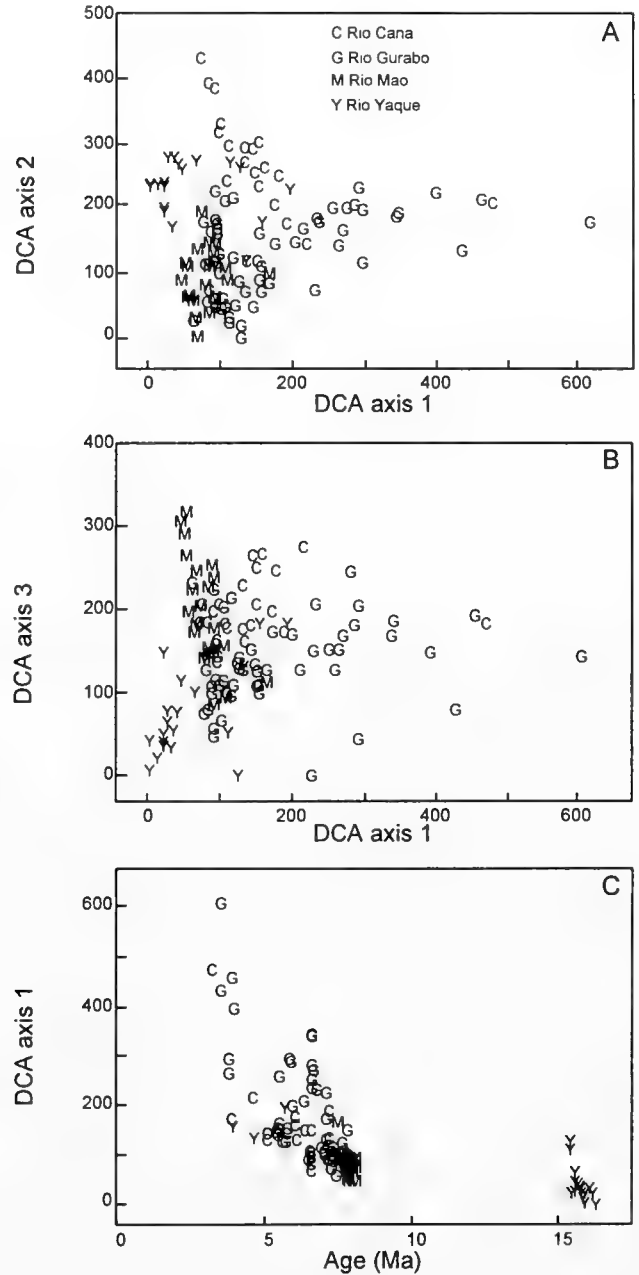 A
C Rio Cana
G Rio Gurabo
M Rio Mao
Y Rio Yaque
500
400
300
200
100
0
DCA axis 2
0 200 400 600
DCA axis 1
B
400
300
200
100
0
DCA axis 3
0 200 400 600
DCA axis 1
C
600
400
200
0
DCA axis 1
0 5 10 15
Age (Ma)